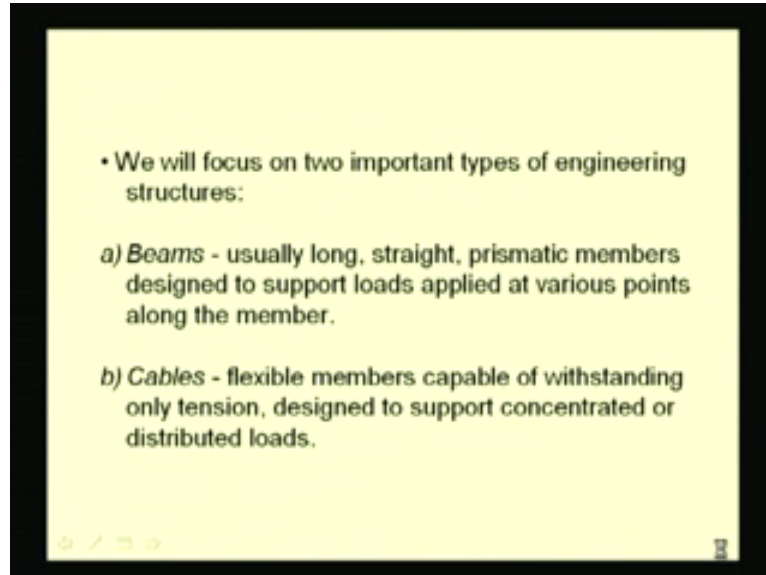 • We will focus on two important types of engineering
structures:
a) Beams - usually long, straight, prismatic members
designed to support loads applied at various points
along the member.
b) Cables - flexible members capable of withstanding
only tension, designed to support concentrated or
distributed loads.